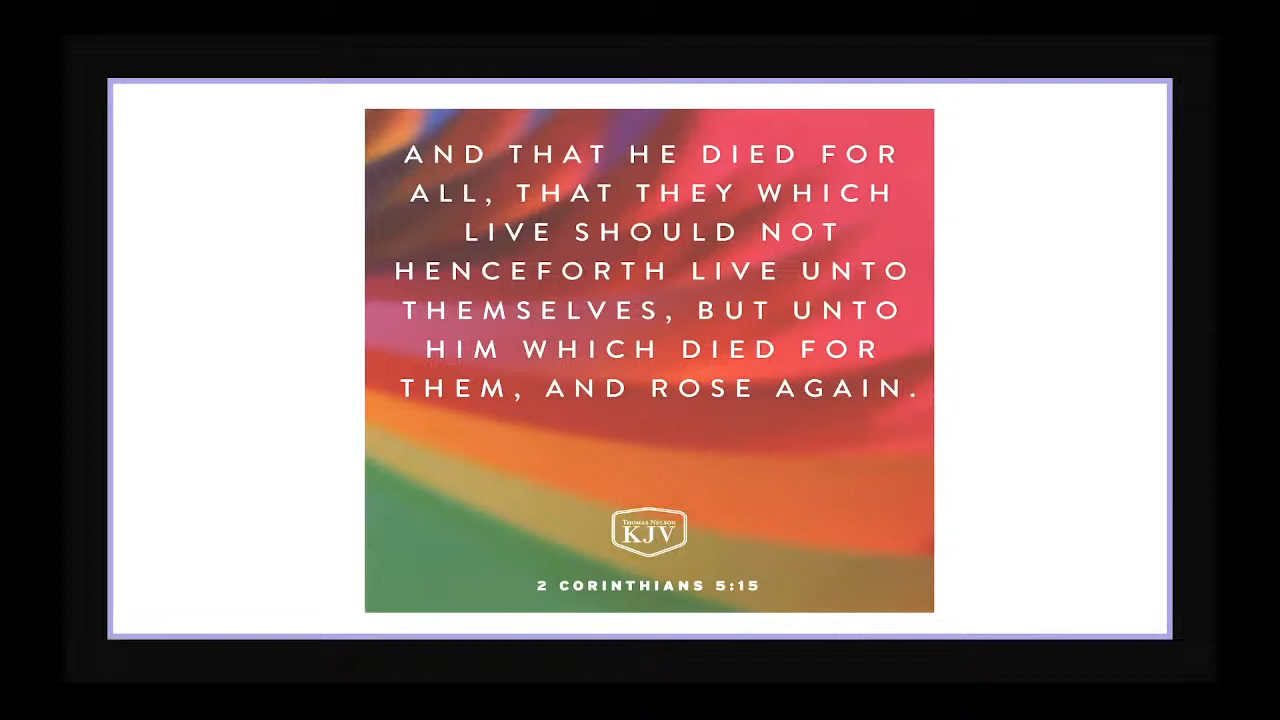 AND THAT HE DIED FOR
ALL, THAT THEY WHICH
LIVE SHOULD NOT
HENCEFORTH LIVE UNTO
THEMSELVES, BUT UNTO
HIM WHICH DIED FOR
THEM, AND ROSE AGAIN.
THOMAS NELSON
KJV
2 CORINTHIANS 5:15